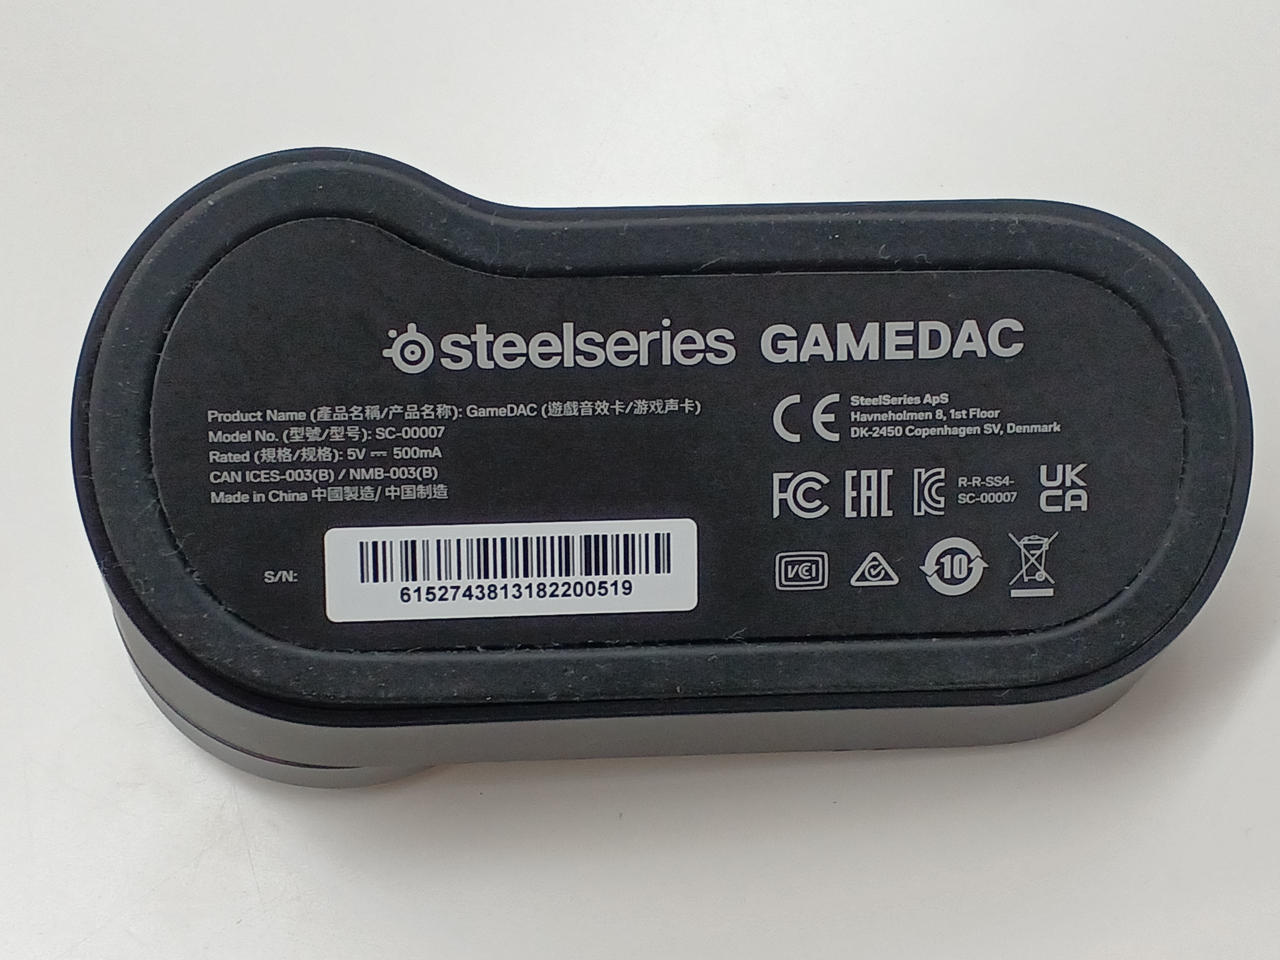 steelseries GAMEDAC
Product Name (產品名稱/产品名称): GameDAC (遊戲音效卡/游戏声卡)
Model No. (型號/型号): SC-00007
Rated (規格/规格): 5V ⎓ 500mA
CAN ICES-003(B) / NMB-003(B)
Made in China 中國製造/ 中国制造
S/N:
6152743813182200519
CE
SteelSeries ApS
Havneholmen 8, 1st Floor
DK-2450 Copenhagen SV, Denmark
FC EAC KC
R-R-SS4-
SC-00007
UK
CA
VCI
10